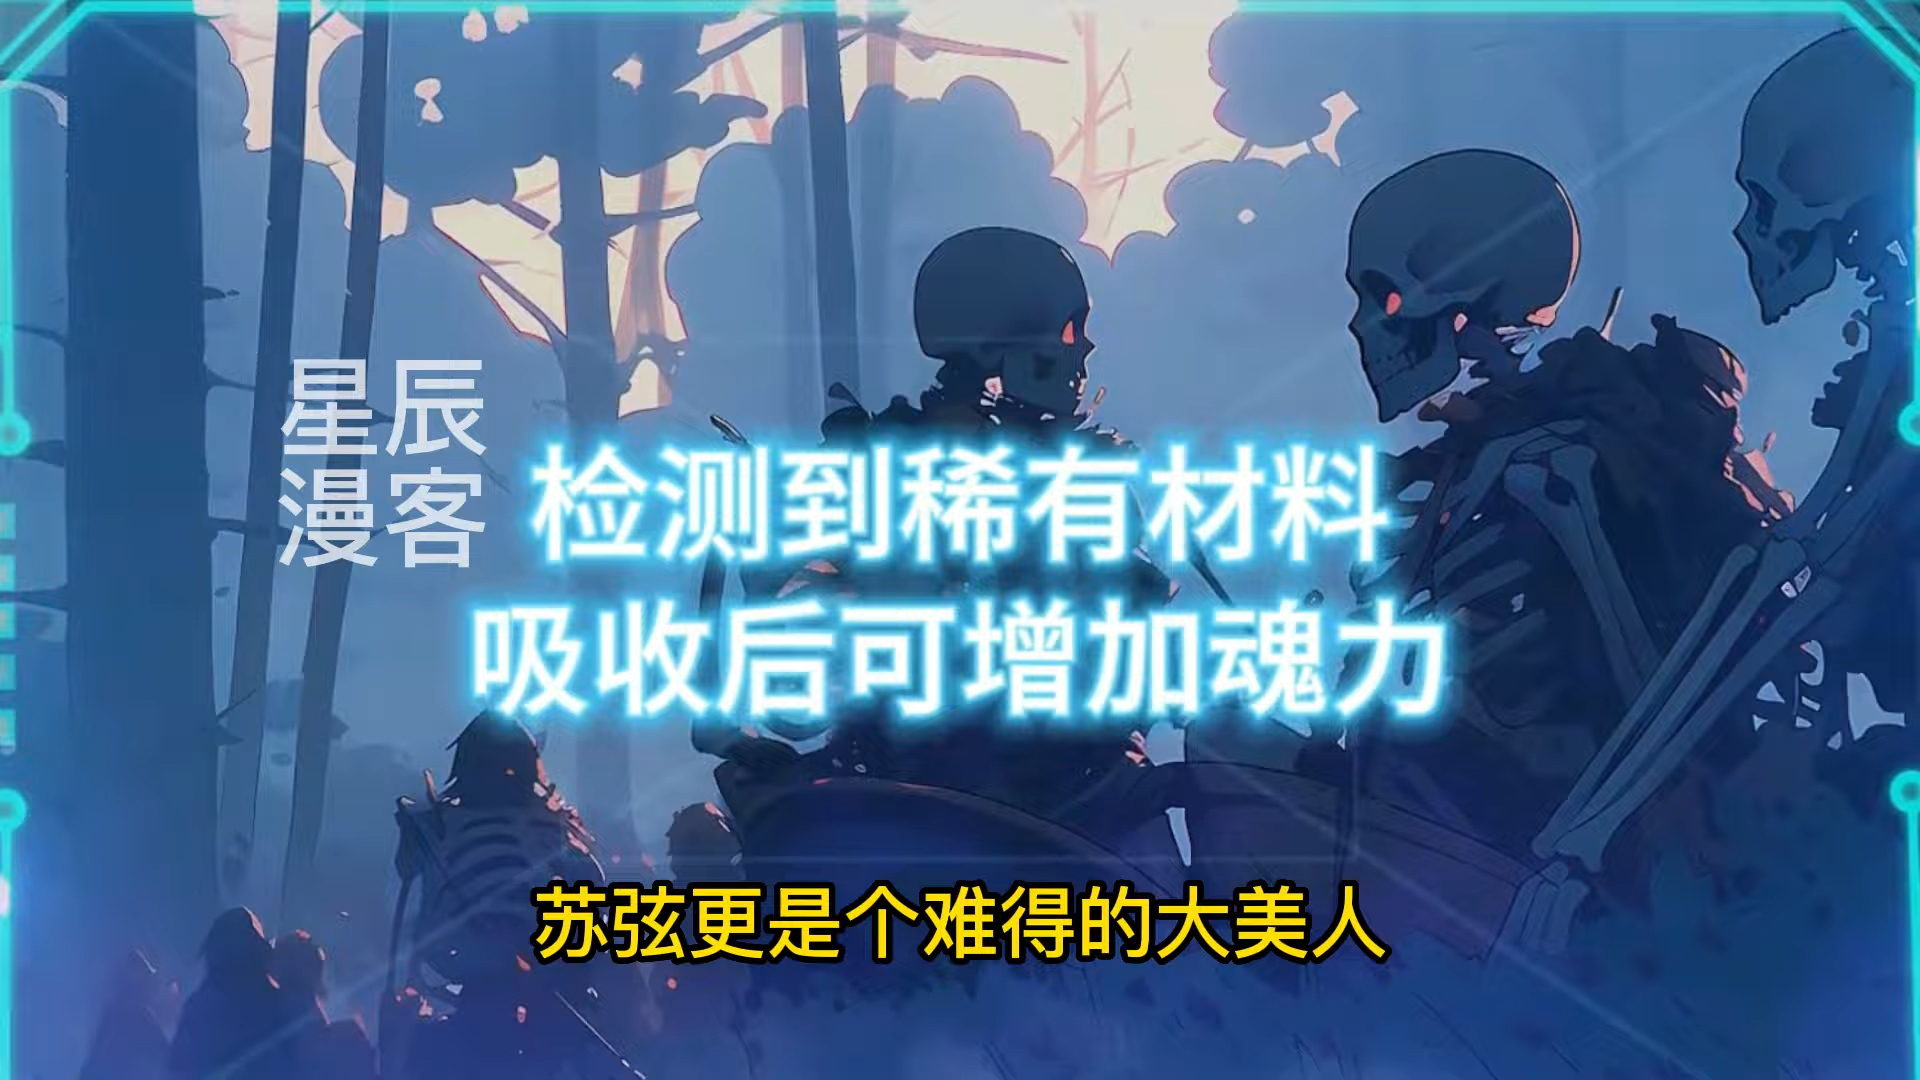 星辰
漫客
检测到稀有材料
吸收后可增加魂力
苏弦更是个难得的大美人